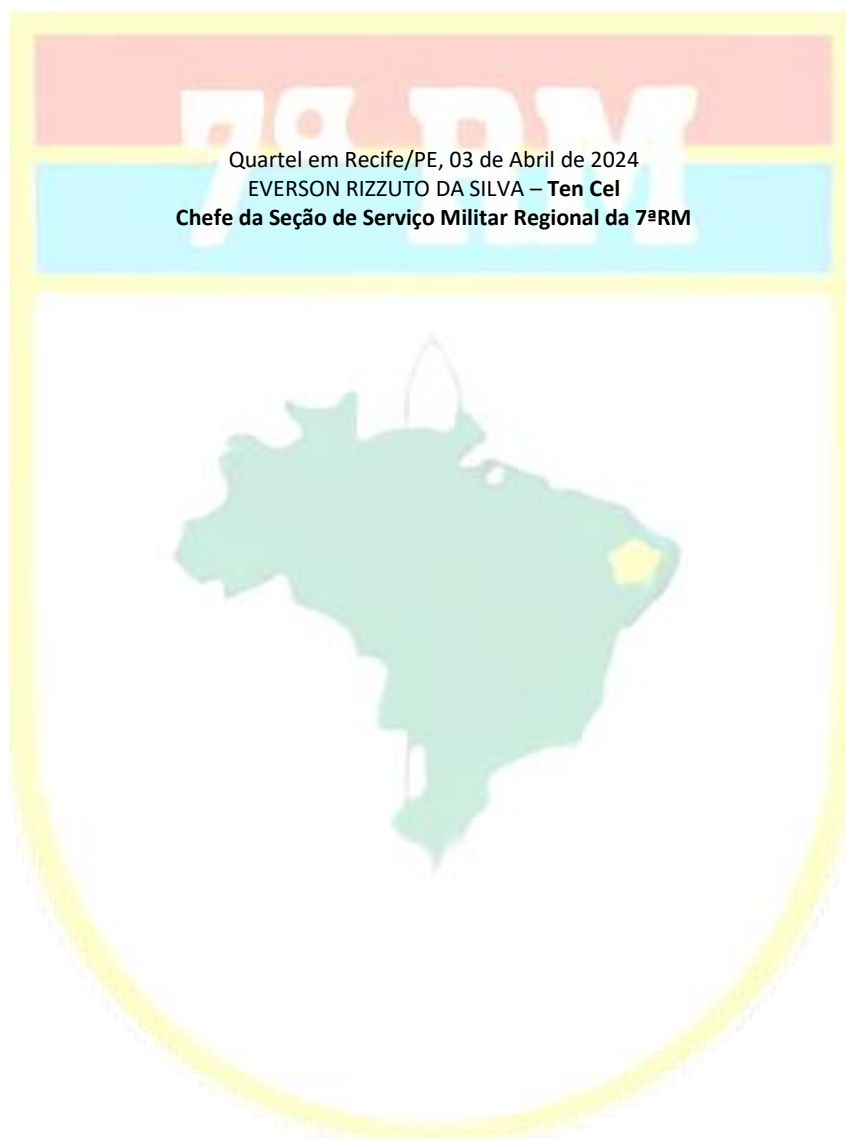 7ª RM
Quartel em Recife/PE, 03 de Abril de 2024
EVERSON RIZZUTO DA SILVA – Ten Cel
Chefe da Seção de Serviço Militar Regional da 7ªRM